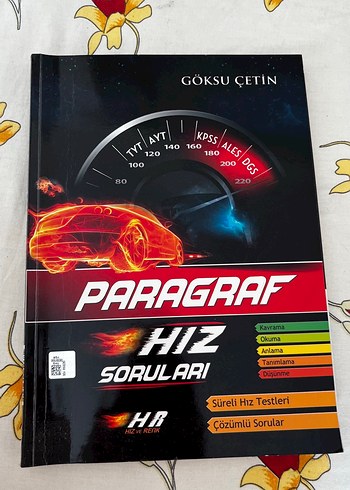 GÖKSU ÇETİN
TYT AYT KPSS ALES DGS
80 100 120 140 160 180 200 220
PARAGRAF
HIZ
SORULARI
Kavrama
Okuma
Anlama
Tanımlama
Düşünme
Süreli Hız Testleri
Çözümlü Sorular
HR
HIZ VE RENK